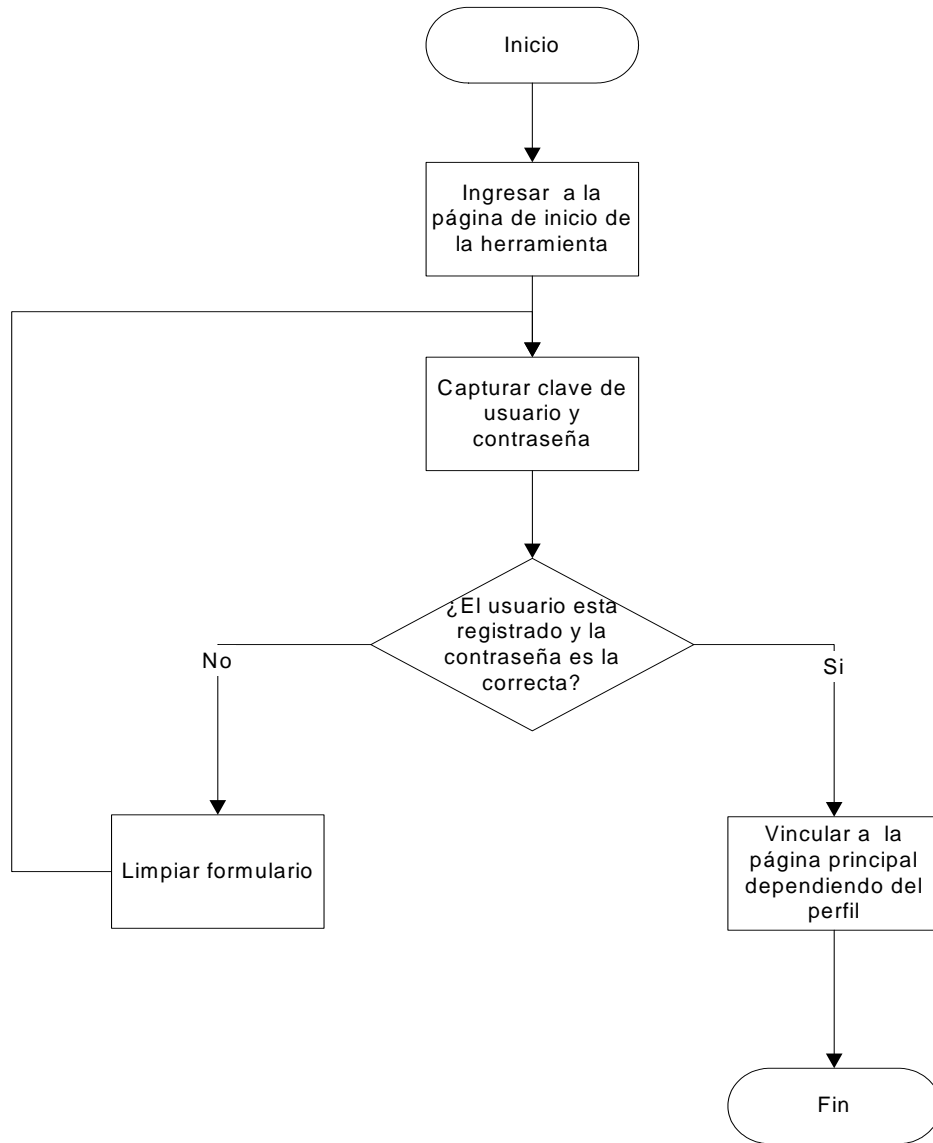 Inicio
Ingresar a la
página de inicio de
la herramienta
Capturar clave de
usuario y
contraseña
¿El usuario esta
registrado y la
contraseña es la
correcta?
No
Si
Limpiar formulario
Vincular a la
página principal
dependiendo del
perfil
Fin